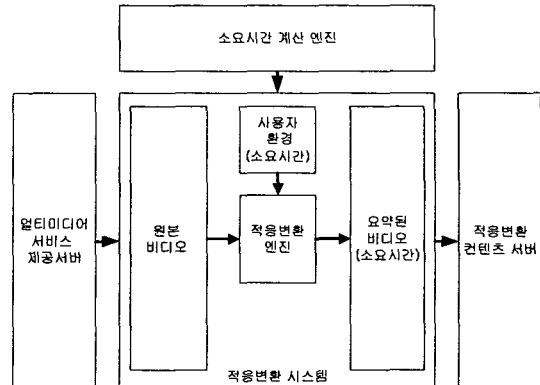 소요시간 계산 엔진
사용자
환경
(소요시간)
멀티미디어
서비스
제공서버
원본
비디오
적응변환
엔진
요약된
비디오
(소요시간)
적응변환
컨텐츠 서버
적응변환 시스템